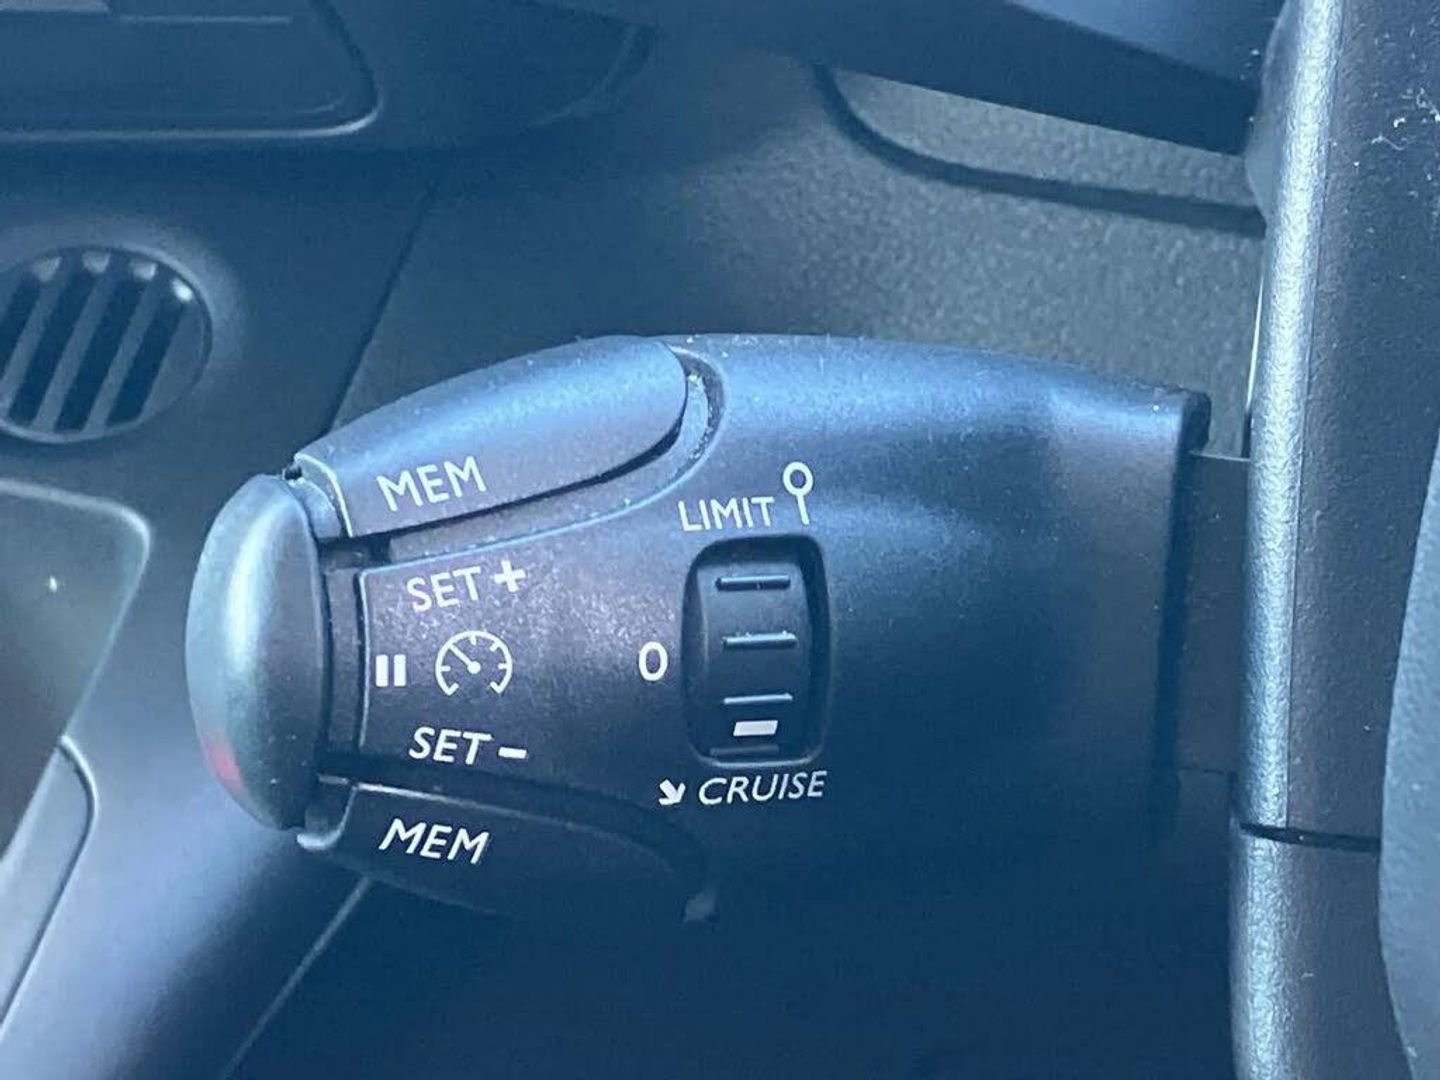 MEM
LIMIT
SET +
0
SET -
CRUISE
MEM